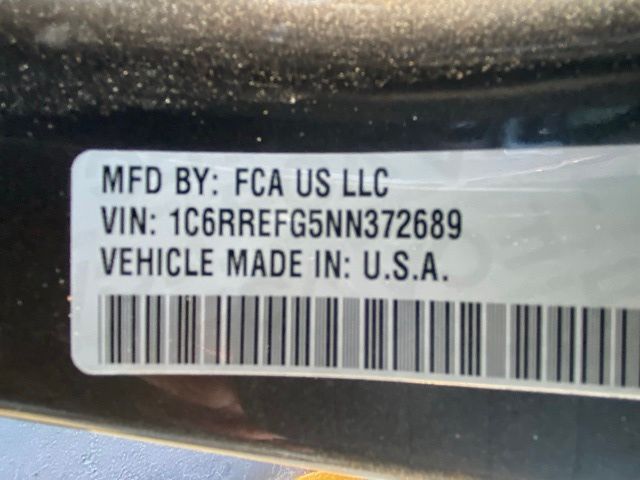 MFD BY: FCA US LLC
VIN: 1C6RREFG5NN372689
VEHICLE MADE IN: U.S.A.